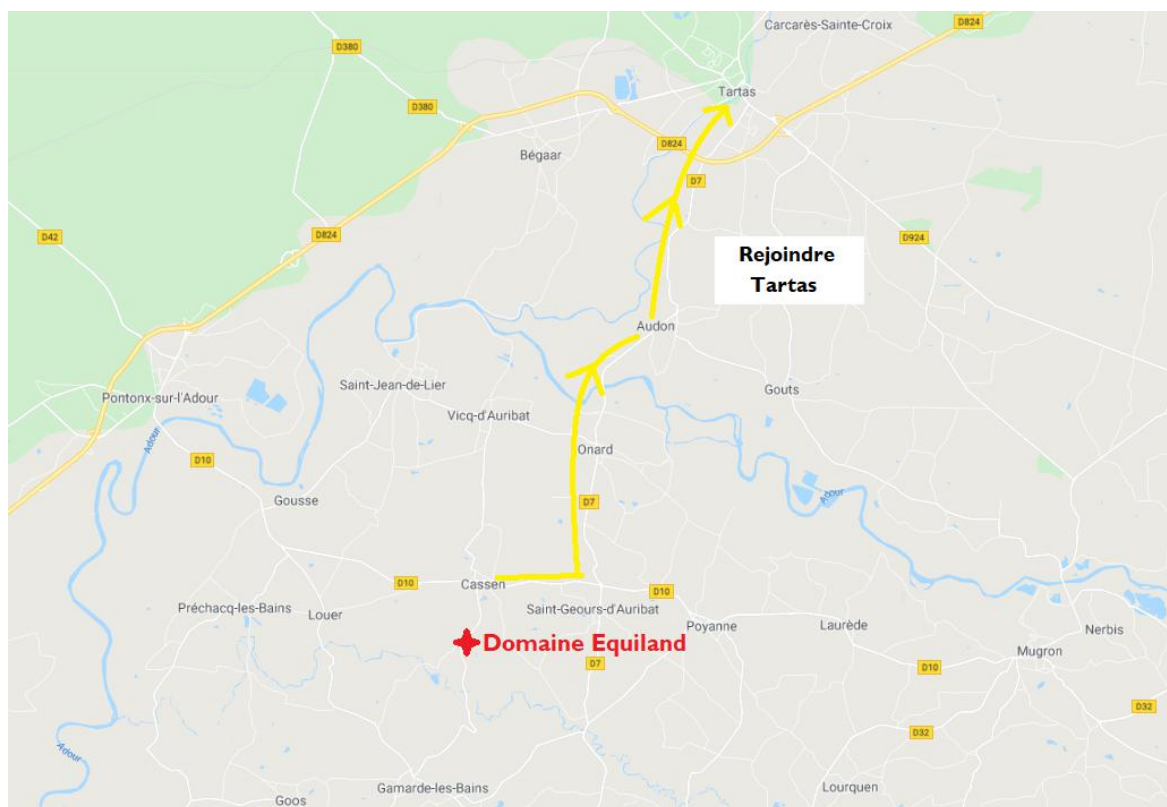 Carcarès-Sainte-Croix
D824
D380
Tartas
D380
D824
Bégaar
D7
D42
D824
D924
Rejoindre
Tartas
Audon
Saint-Jean-de-Lier
Gouts
Pontonx-sur-l'Adour
Vicq-d'Auribat
Adour
Onard
D10
Gousse
D7
Adour
D10
Cassen
D10
Préchacq-les-Bains
Louer
Saint-Geours-d'Auribat
Poyanne
Laurède
Nerbis
Domaine Equiland
Mugron
D7
D10
D32
D32
Adour
Gamarde-les-Bains
Lourquen
Goos